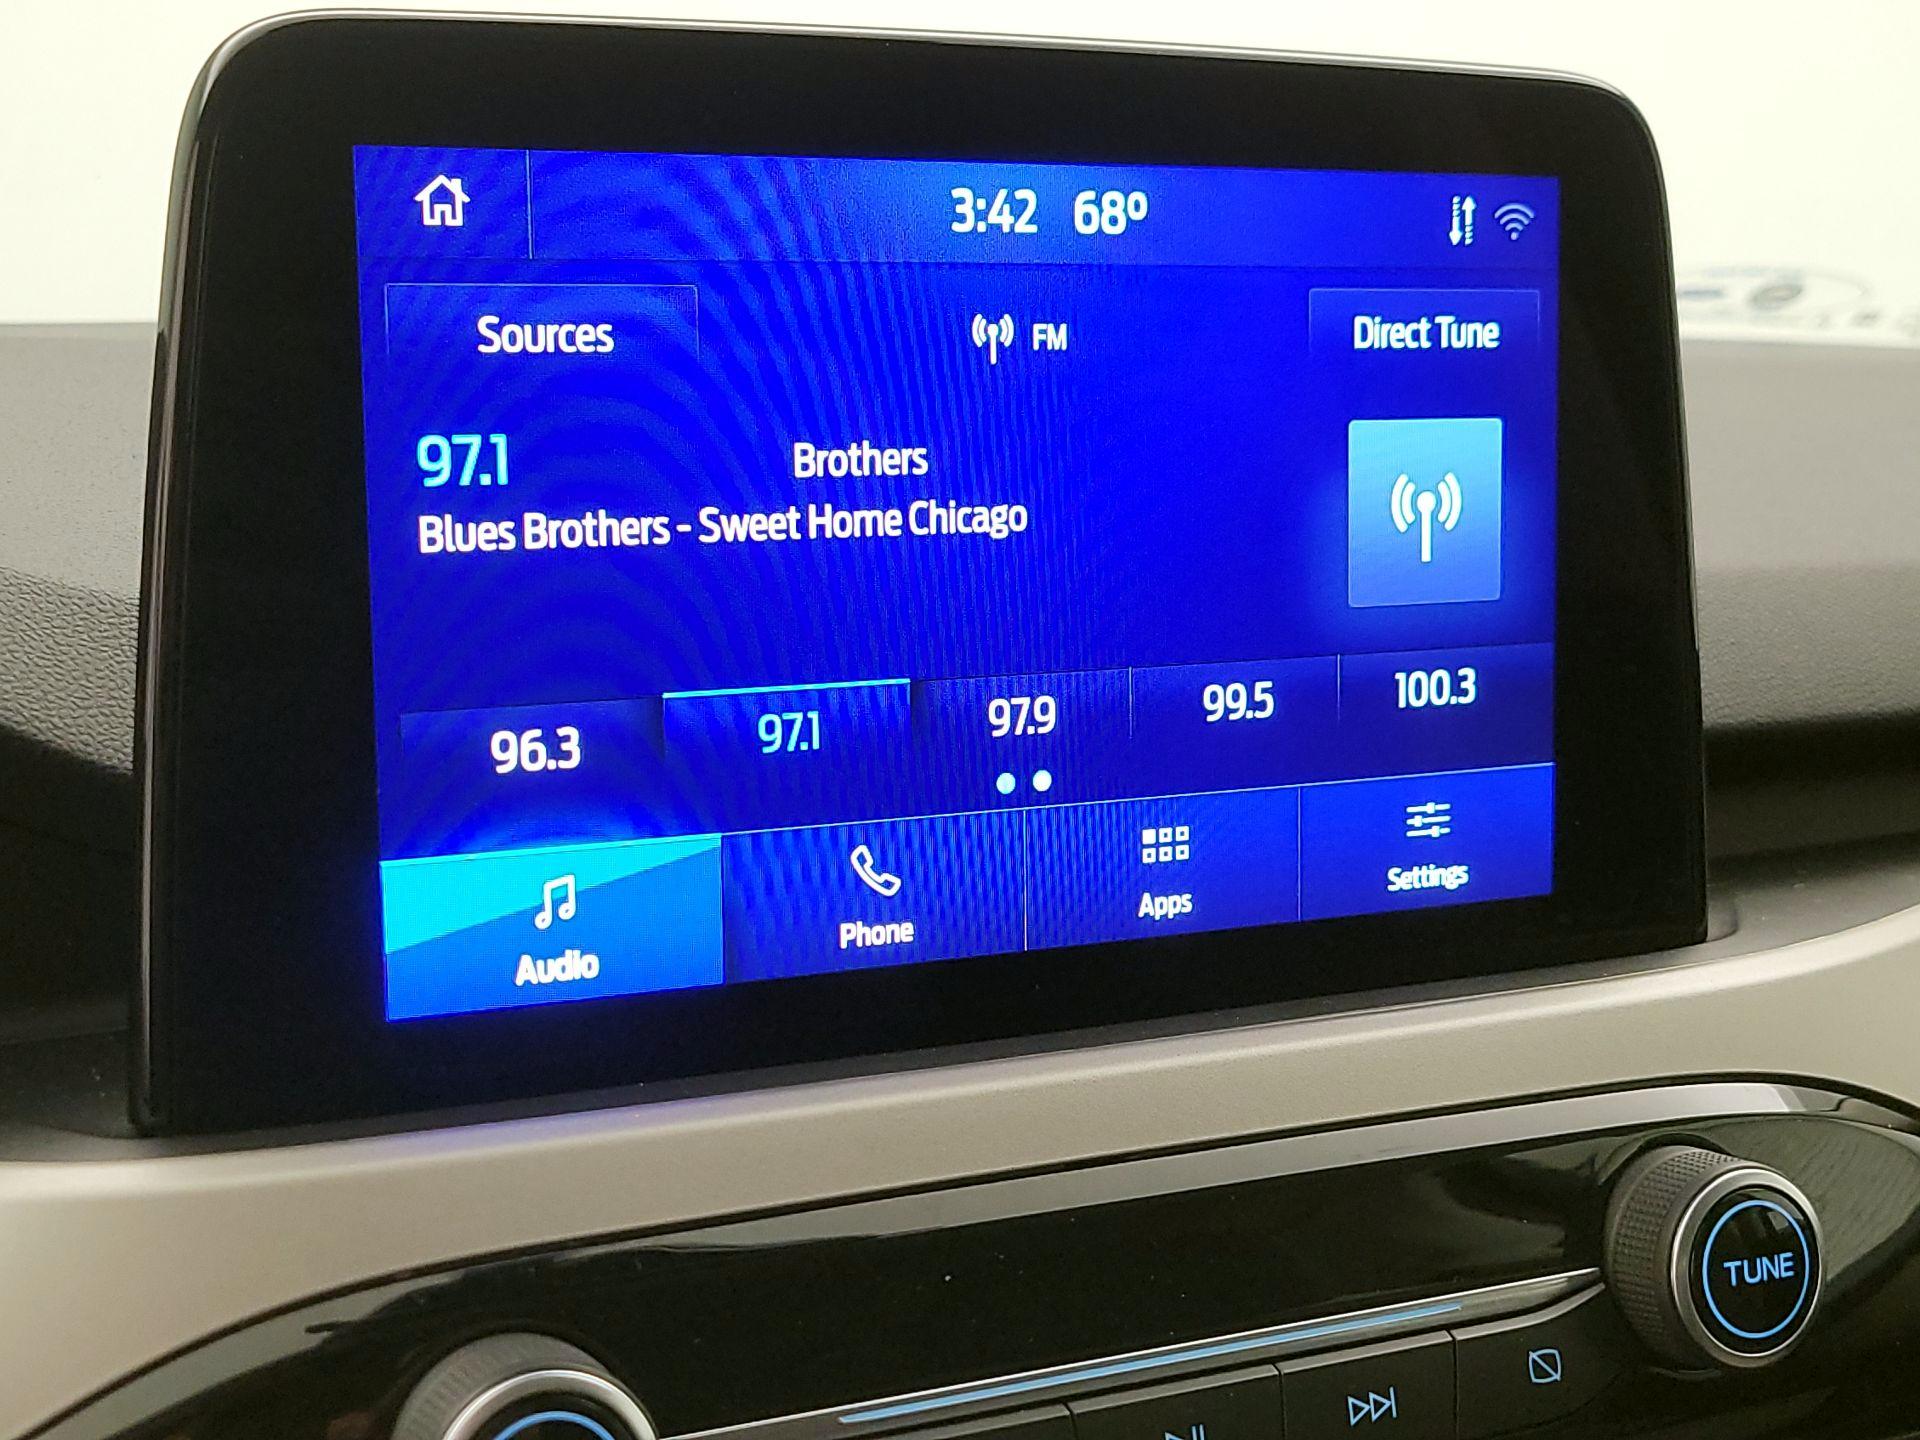 3:42 68º
Sources
FM
Direct Tune
97.1
Brothers
Blues Brothers - Sweet Home Chicago
96.3
97.1
97.9
99.5
100.3
Audio
Phone
Apps
Settings
TUNE